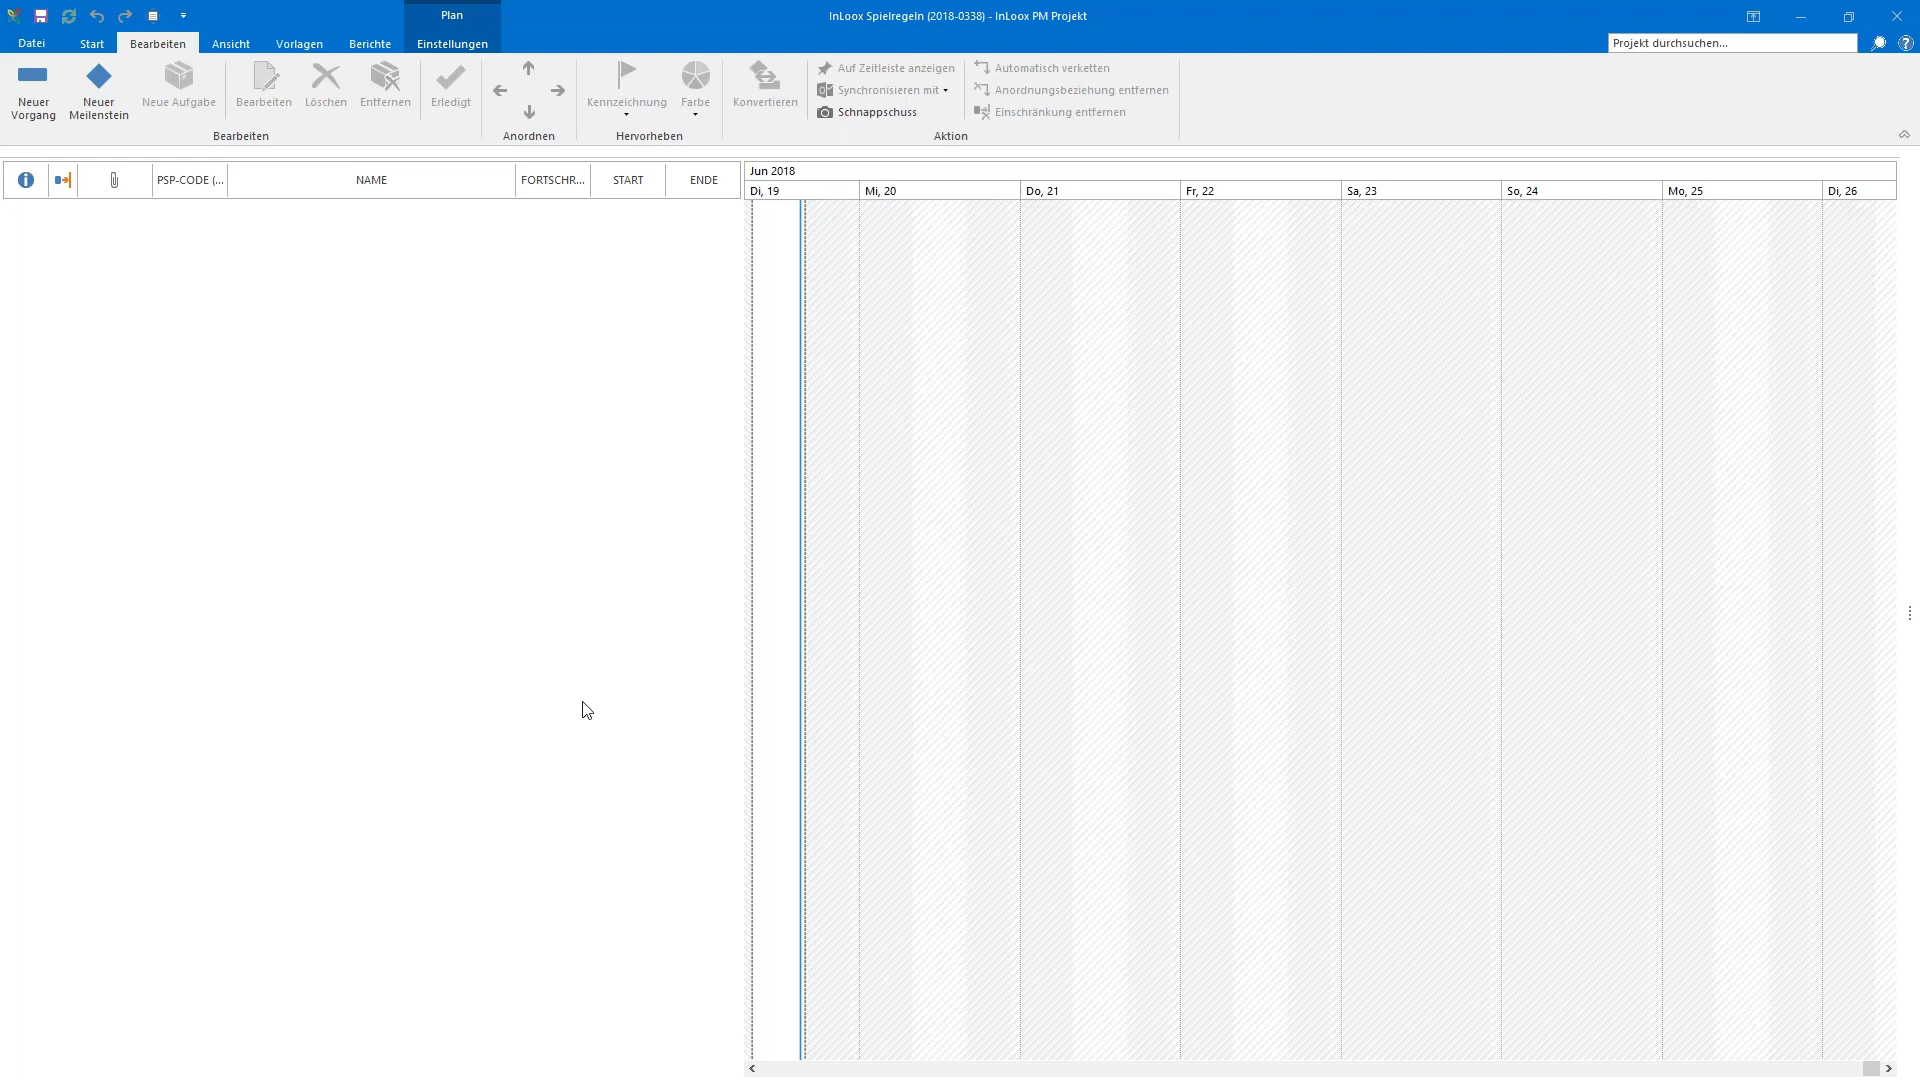 Plan
InLoox Spielregeln (2018-0338) - InLoox PM Projekt
Datei Start Bearbeiten Ansicht Vorlagen Berichte Einstellungen
Projekt durchsuchen...
Neuer Vorgang
Neuer Meilenstein
Neue Aufgabe
Bearbeiten
Löschen
Entfernen
Erledigt
Kennzeichnung
Farbe
Konvertieren
Auf Zeitleiste anzeigen
Synchronisieren mit
Schnappschuss
Automatisch verketten
Anordnungsbeziehung entfernen
Einschränkung entfernen
Bearbeiten Anordnen Hervorheben Aktion
PSP-CODE (... NAME FORTSCHR... START ENDE
Jun 2018
Di, 19 Mi, 20 Do, 21 Fr, 22 Sa, 23 So, 24 Mo, 25 Di, 26